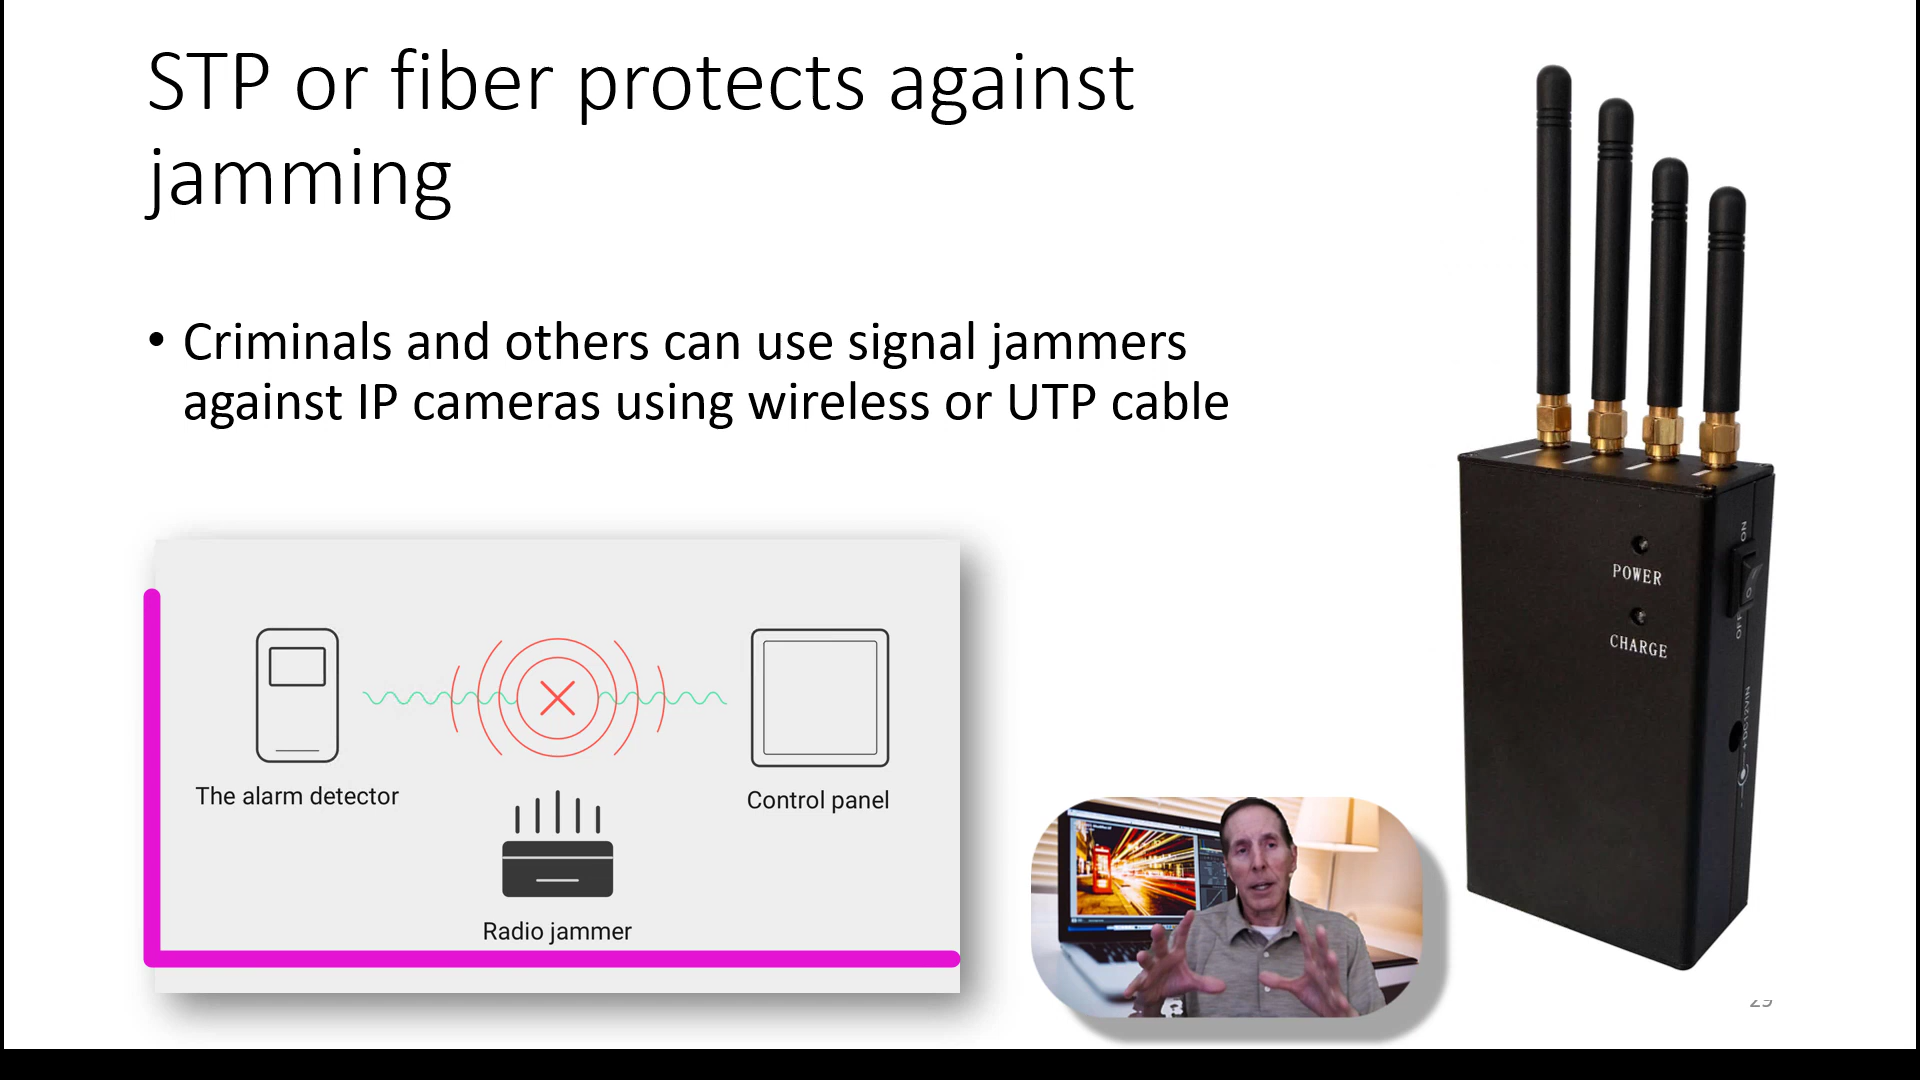 STP or fiber protects against
jamming
• Criminals and others can use signal jammers
against IP cameras using wireless or UTP cable
The alarm detector
Control panel
Radio jammer
POWER
CHARGE
ON
OFF
DC12VIN